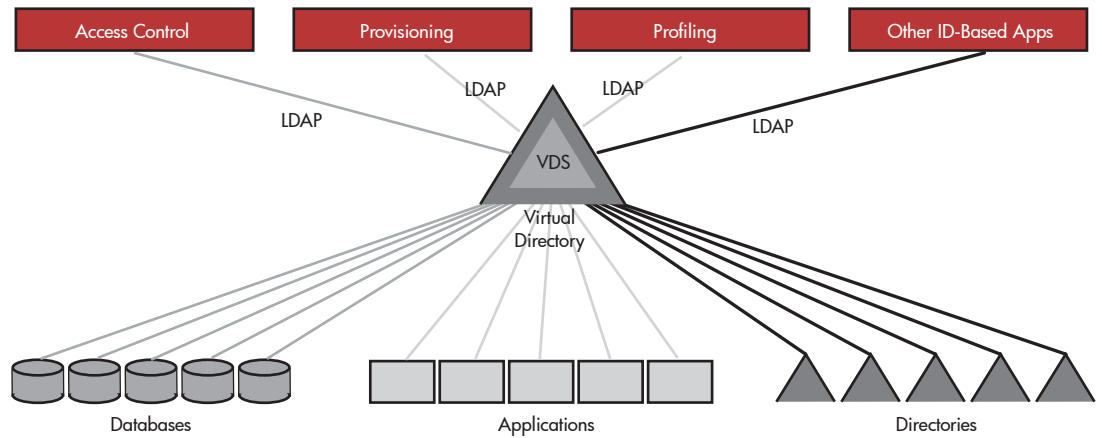 Access Control
Provisioning
Profiling
Other ID-Based Apps
LDAP
LDAP
LDAP
LDAP
VDS
Virtual
Directory
Databases
Applications
Directories